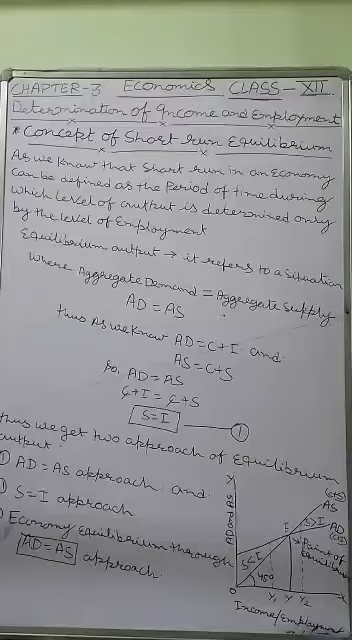 CHAPTER-3 Economics CLASS-XII
Determination of Income and Employment
* Concept of Short run Equilibrium
As we know that Short run in an Economy
can be defined as the Period of time during
which level of output is determined only
by the level of Employment
Equilibrium output → it refers to a situation
where Aggregate Demand = Aggregate Supply
AD = AS
thus As we know AD = C+I and
AS = C+S
So, AD = AS
C+I = C+S
S=I ①
thus we get two approach of Equilibrium
output:
① AD = AS approach and
S=I approach
Economy Equilibrium through
AD=AS approach
Y
(C+S)
AS
S>I
AD
(C+I)
E
Point of
Equilibrium
S<I
45°
O
Y₁ Y Y₂
X
Income/Employment